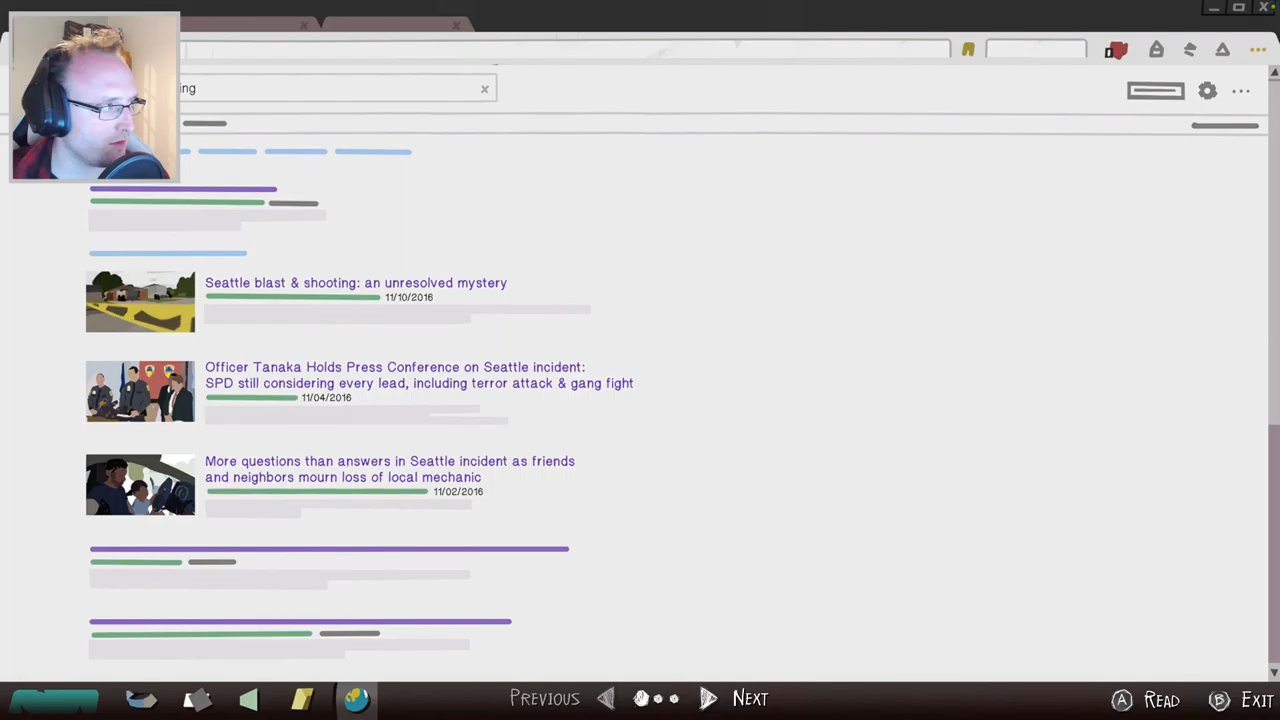 ing
Seattle blast & shooting: an unresolved mystery
11/10/2016
Officer Tanaka Holds Press Conference on Seattle incident:
SPD still considering every lead, including terror attack & gang fight
11/04/2016
More questions than answers in Seattle incident as friends
and neighbors mourn loss of local mechanic
11/02/2016
PREVIOUS NEXT A READ B EXIT